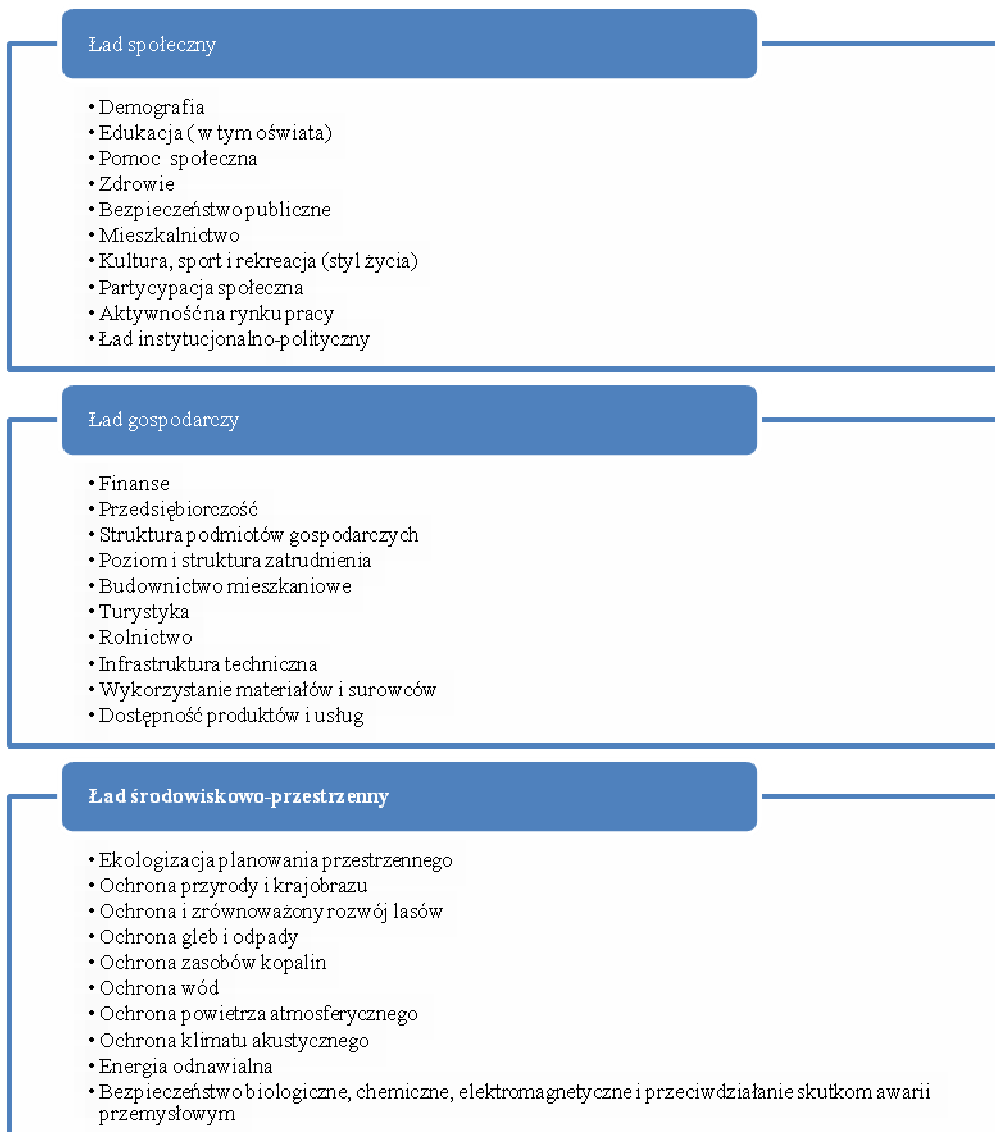 Ład społeczny
• Demografia
• Edukacja ( w tym oświata)
• Pomoc społeczna
• Zdrowie
• Bezpieczeństwo publiczne
• Mieszkalnictwo
• Kultura, sport i rekreacja (styl życia)
• Partycypacja społeczna
• Aktywność na rynku pracy
• Ład instytucjonalno-polityczny
Ład gospodarczy
• Finanse
• Przedsiębiorczość
• Struktura podmiotów gospodarczych
• Poziom i struktura zatrudnienia
• Budownictwo mieszkaniowe
• Turystyka
• Rolnictwo
• Infrastruktura techniczna
• Wykorzystanie materiałów i surowców
• Dostępność produktów i usług
Ład środowiskowo-przestrzenny
• Ekologizacja planowania przestrzennego
• Ochrona przyrody i krajobrazu
• Ochrona i zrównoważony rozwój lasów
• Ochrona gleb i odpady
• Ochrona zasobów kopalin
• Ochrona wód
• Ochrona powietrza atmosferycznego
• Ochrona klimatu akustycznego
• Energia odnawialna
• Bezpieczeństwo biologiczne, chemiczne, elektromagnetyczne i przeciwdziałanie skutkom awarii
przemysłowym